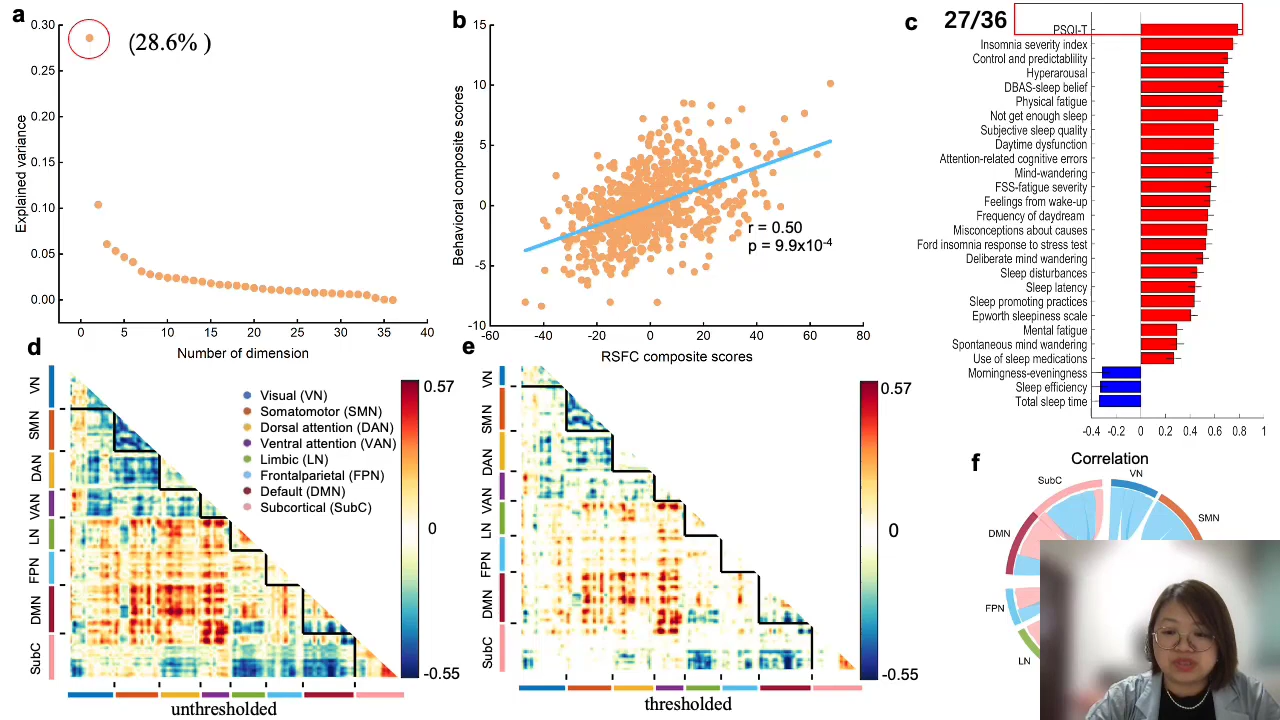 a
0.30
0.25
0.20
0.15
0.10
0.05
0.00
Explained variance
(28.6% )
0
5
10
15
20
25
30
35
40
Number of dimension
b
15
10
5
0
-5
-10
Behavioral composite scores
-60
-40
-20
0
20
40
60
80
RSFC composite scores
r = 0.50
p = 9.9x10-4
c
27/36
PSQI-T
Insomnia severity index
Control and predictablility
Hyperarousal
DBAS-sleep belief
Physical fatigue
Not get enough sleep
Subjective sleep quality
Daytime dysfunction
Attention-related cognitive errors
Mind-wandering
FSS-fatigue severity
Feelings from wake-up
Frequency of daydream
Misconceptions about causes
Ford insomnia response to stress test
Deliberate mind wandering
Sleep disturbances
Sleep latency
Sleep promoting practices
Epworth sleepiness scale
Mental fatigue
Spontaneous mind wandering
Use of sleep medications
Morningness-eveningness
Sleep efficiency
Total sleep time
-0.4
-0.2
0
0.2
0.4
0.6
0.8
1
Correlation
d
VN
SMN
DAN
VAN
LN
FPN
DMN
SubC
Visual (VN)
Somatomotor (SMN)
Dorsal attention (DAN)
Ventral attention (VAN)
Limbic (LN)
Frontalparietal (FPN)
Default (DMN)
Subcortical (SubC)
0.57
0
-0.55
unthresholded
e
VN
SMN
DAN
VAN
LN
FPN
DMN
SubC
0.57
0
-0.55
thresholded
f
VN
SubC
SMN
DMN
FPN
LN